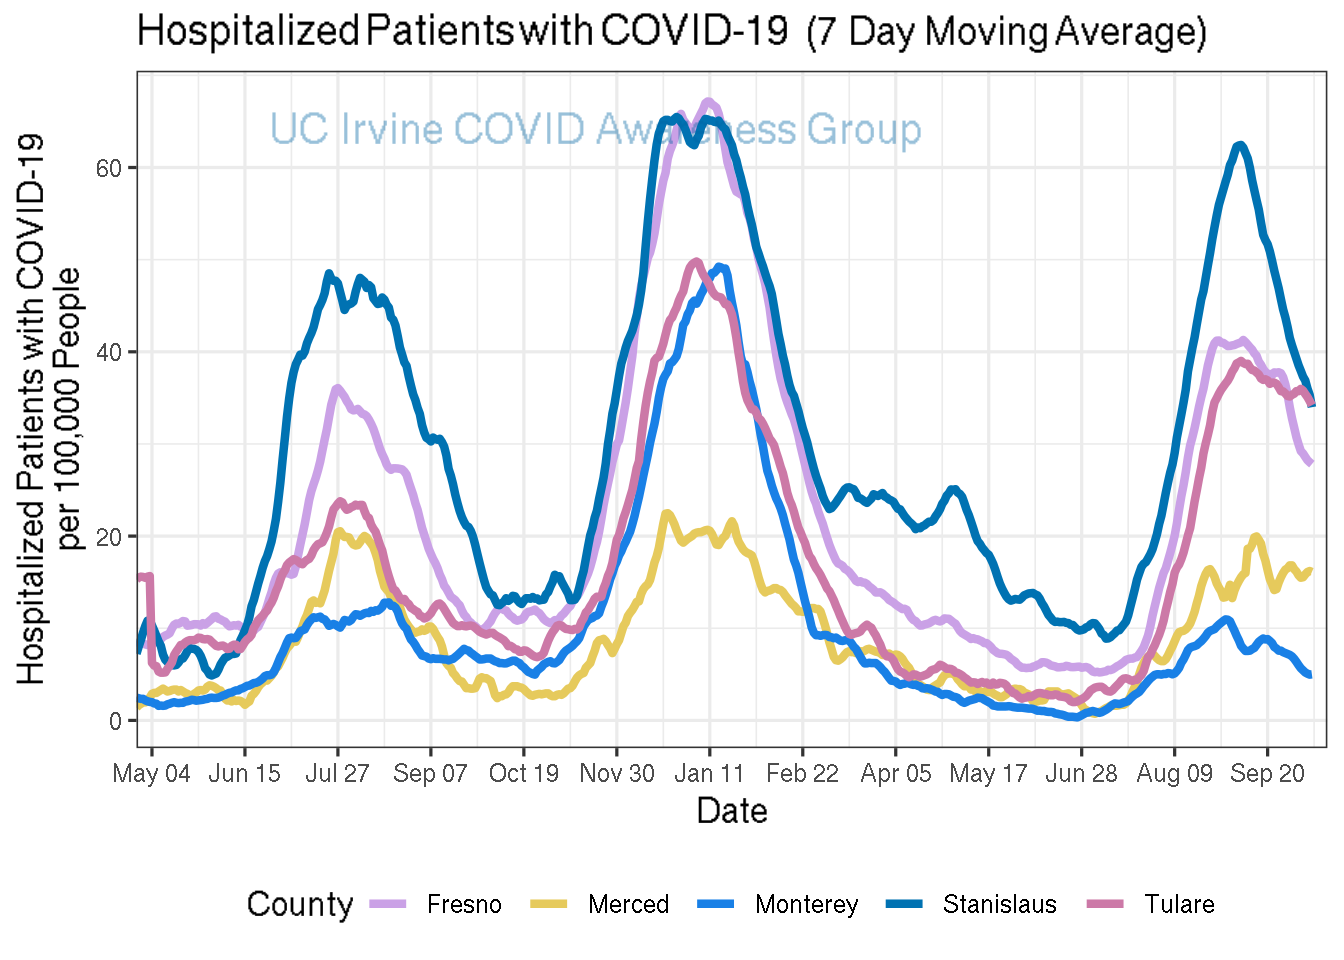 Hospitalized Patients with COVID-19 (7 Day Moving Average)
UC Irvine COVID Awareness Group
Hospitalized Patients with COVID-19
per 100,000 People
60
40
20
0
May 04 Jun 15 Jul 27 Sep 07 Oct 19 Nov 30 Jan 11 Feb 22 Apr 05 May 17 Jun 28 Aug 09 Sep 20
Date
County Fresno Merced Monterey Stanislaus Tulare